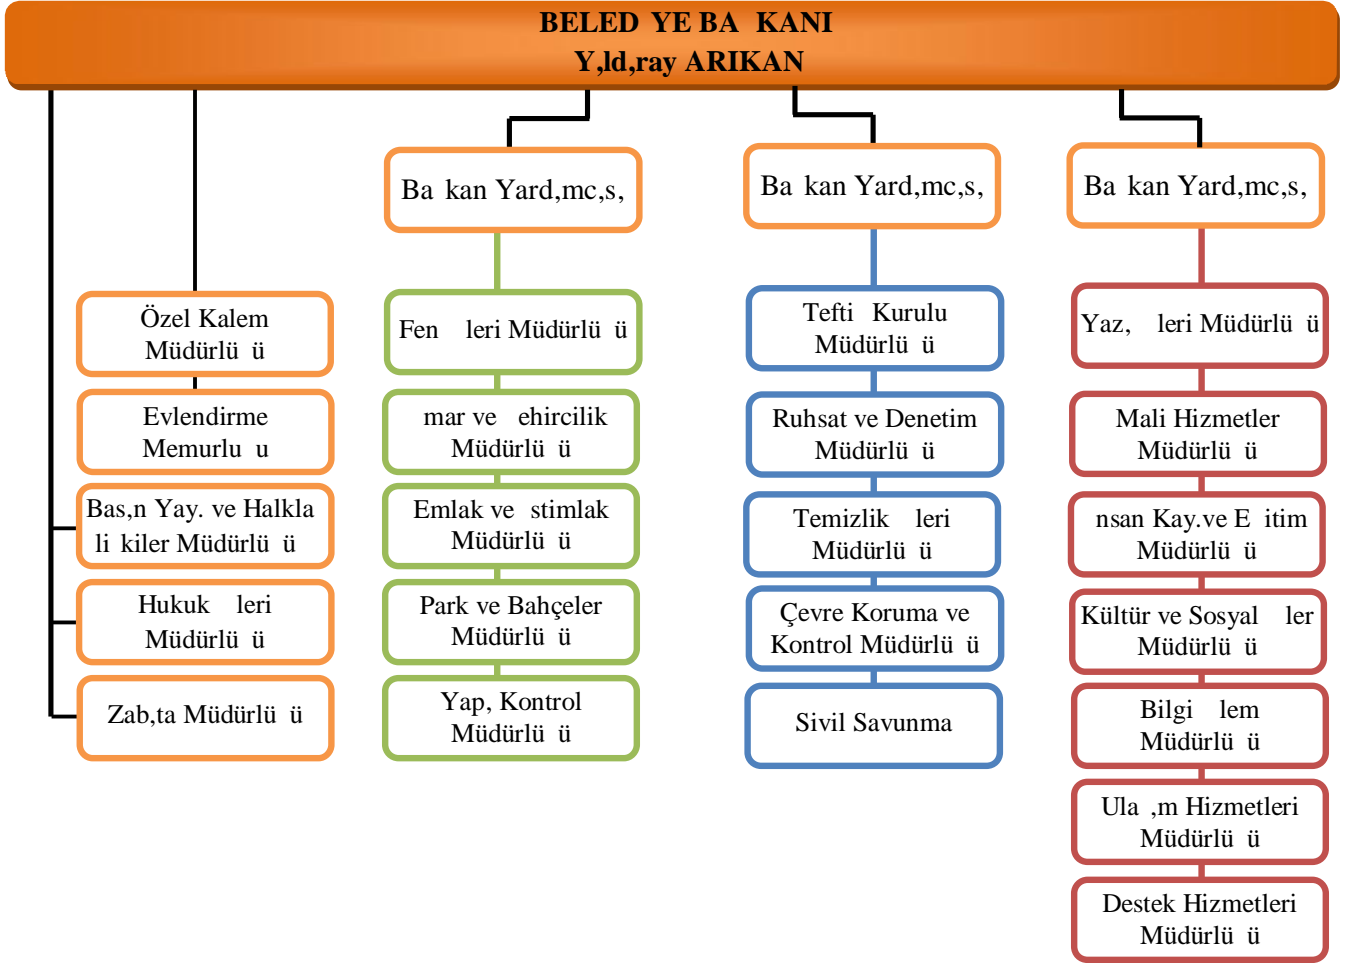 BELED YE BA KANI
Y,ld,ray ARIKAN
Ba kan Yard,mc,s,
Ba kan Yard,mc,s,
Ba kan Yard,mc,s,
Özel Kalem
Müdürlü ü
Evlendirme
Memurlu u
Bas,n Yay. ve Halkla
li kiler Müdürlü ü
Hukuk leri
Müdürlü ü
Zab,ta Müdürlü ü
Fen leri Müdürlü ü
mar ve ehircilik
Müdürlü ü
Emlak ve stimlak
Müdürlü ü
Park ve Bahçeler
Müdürlü ü
Yap, Kontrol
Müdürlü ü
Tefti Kurulu
Müdürlü ü
Ruhsat ve Denetim
Müdürlü ü
Temizlik leri
Müdürlü ü
Çevre Koruma ve
Kontrol Müdürlü ü
Sivil Savunma
Yaz, leri Müdürlü ü
Mali Hizmetler
Müdürlü ü
nsan Kay.ve E itim
Müdürlü ü
Kültür ve Sosyal ler
Müdürlü ü
Bilgi lem
Müdürlü ü
Ula ,m Hizmetleri
Müdürlü ü
Destek Hizmetleri
Müdürlü ü